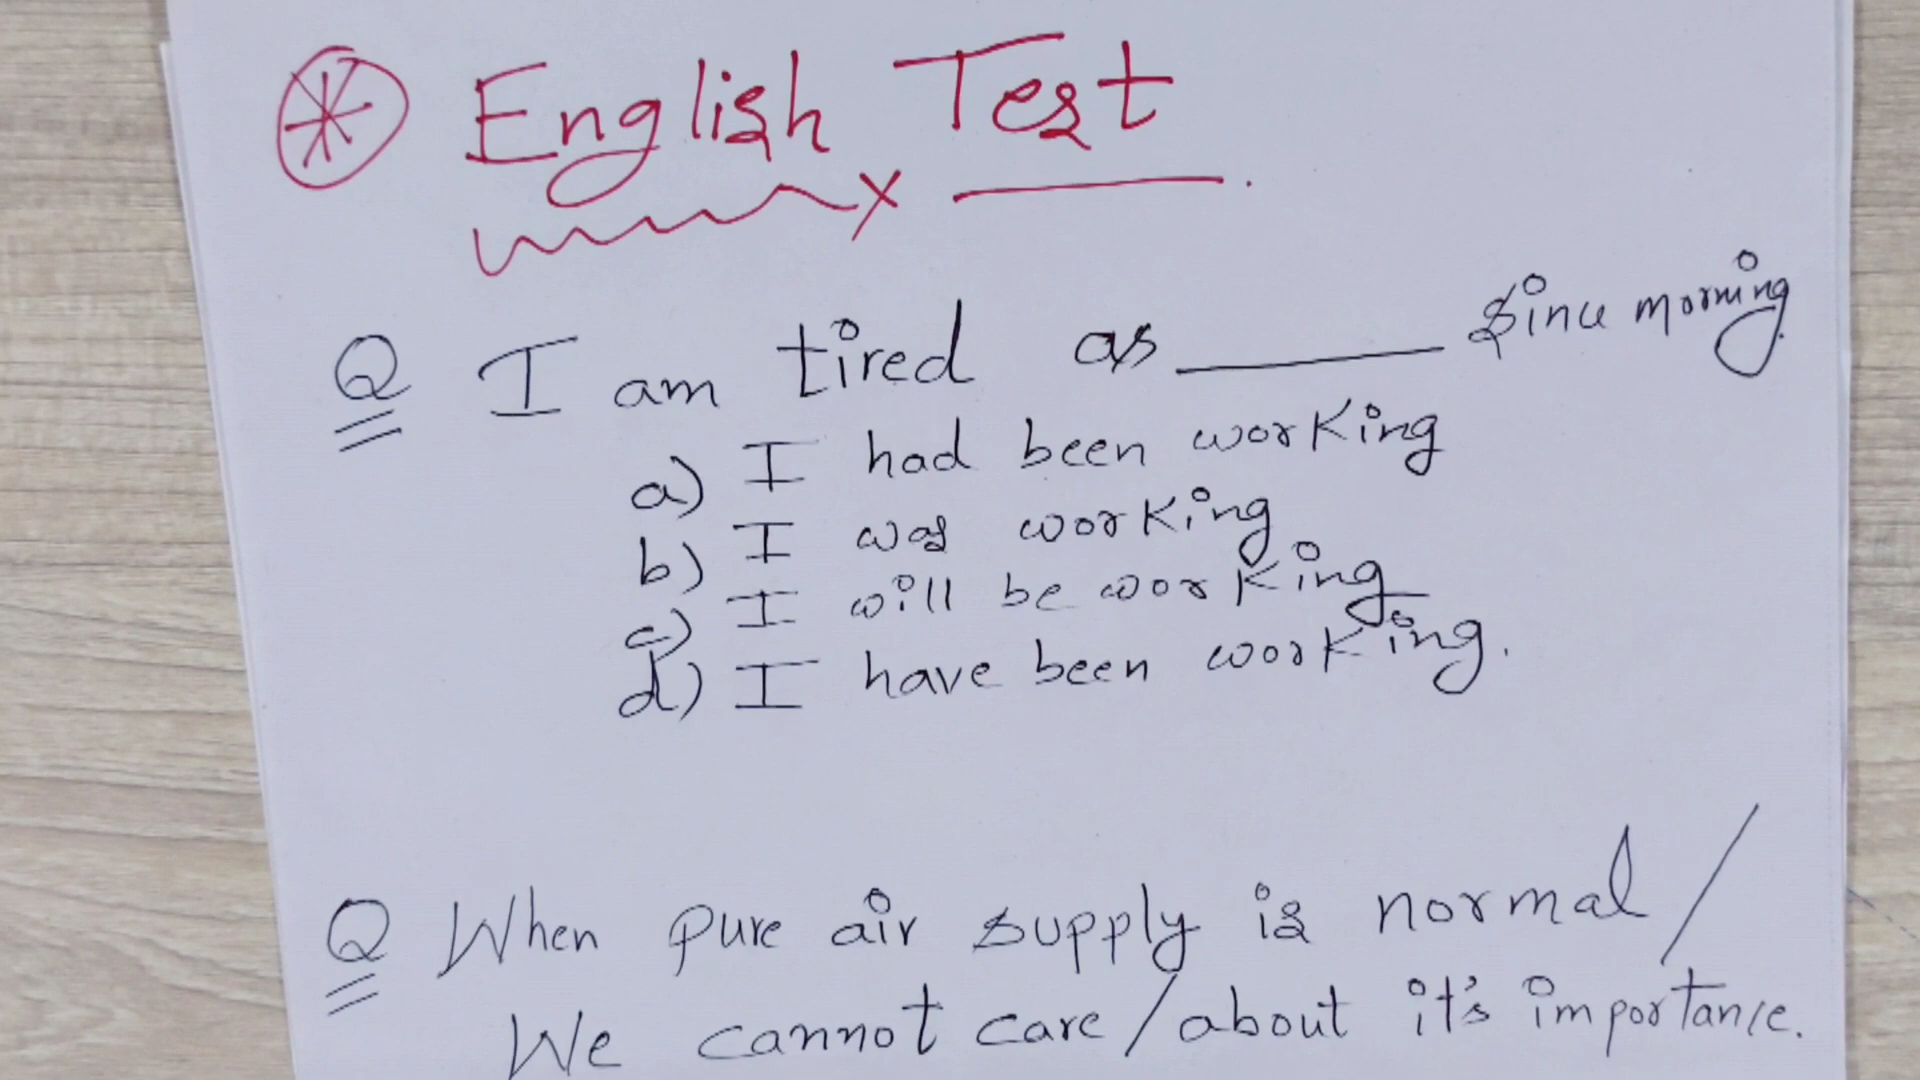 English Test
Q I am tired as ______ Since morning.
a) I had been working
b) I was working
c) I will be working
d) I have been working.
Q When pure air supply is normal /
We cannot care / about it's importance.